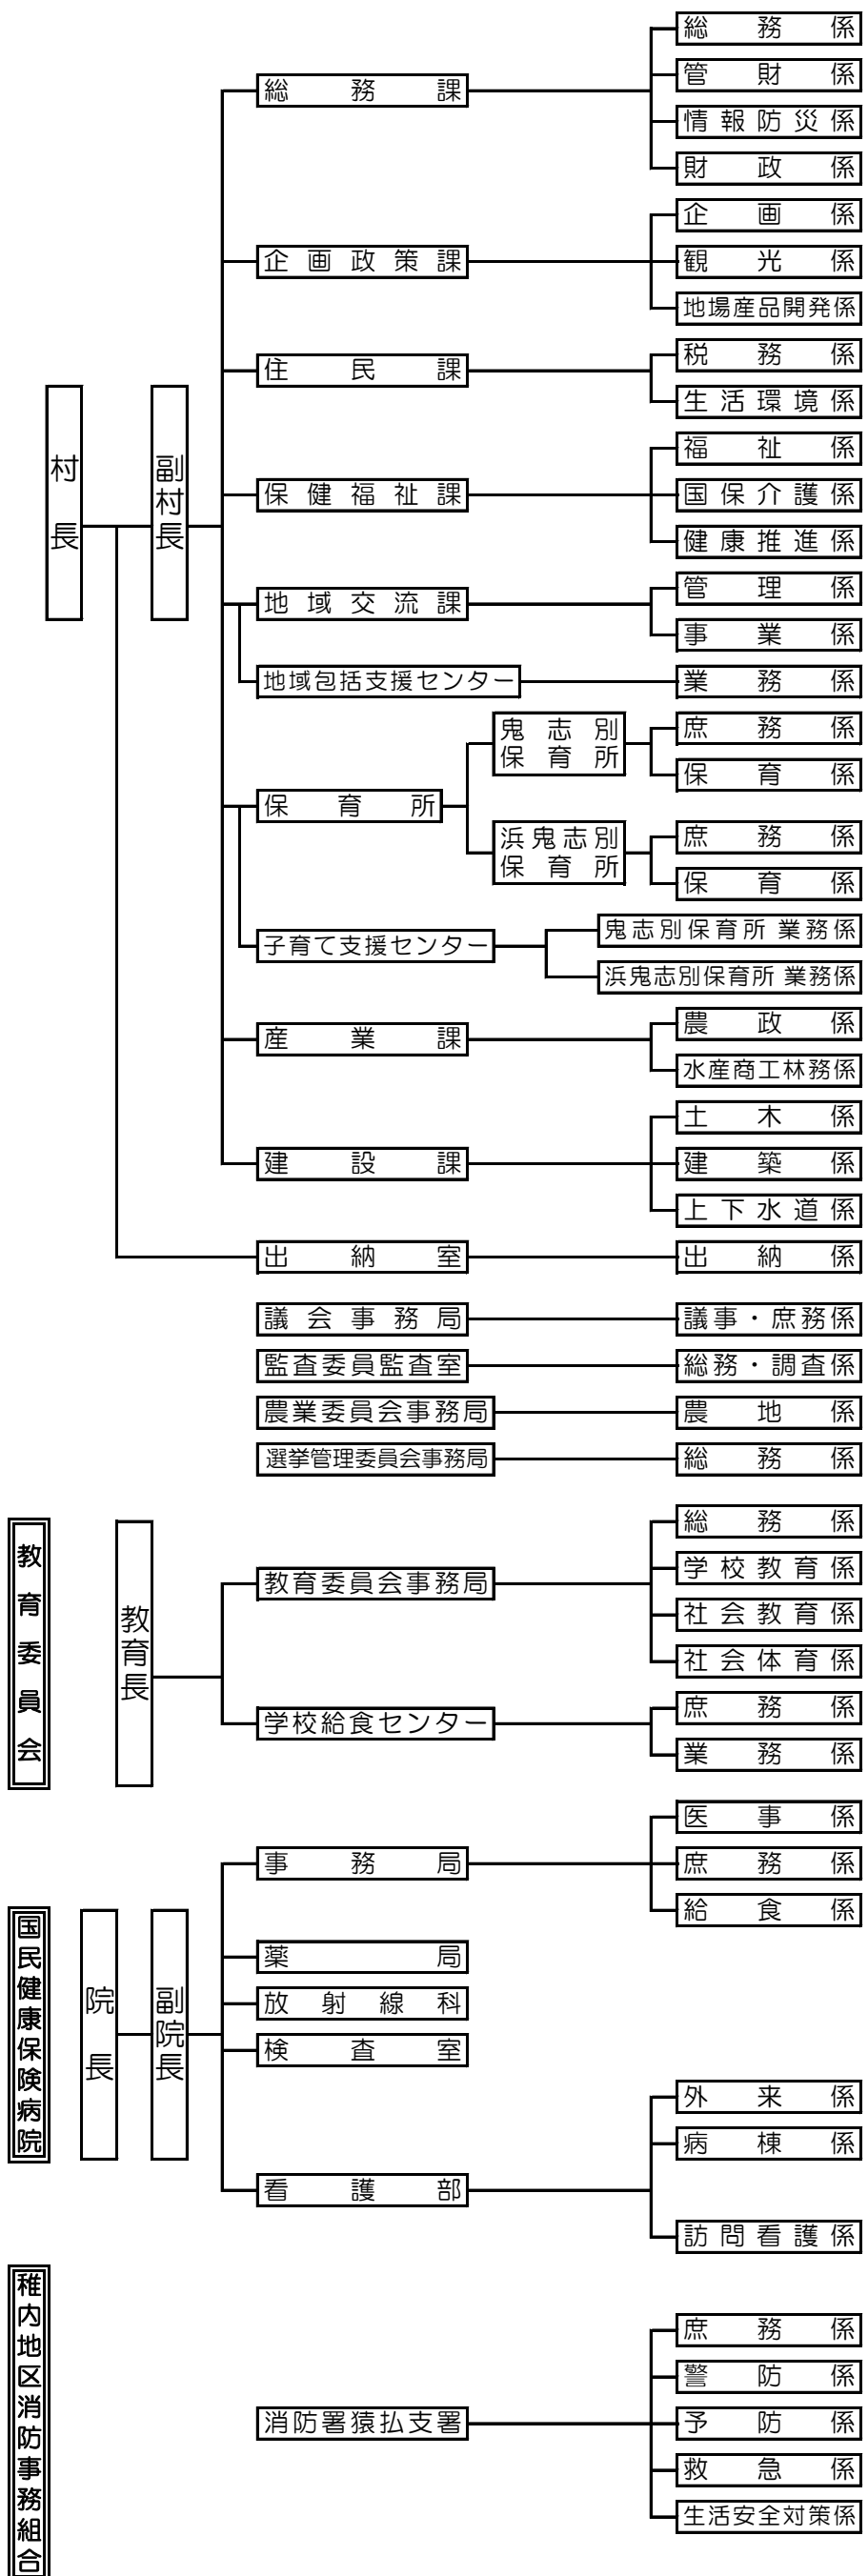 村長
副村長
総務課
総務係
管財係
情報防災係
財政係
企画政策課
企画係
観光係
地場産品開発係
住民課
税務係
生活環境係
保健福祉課
福祉係
国保介護係
健康推進係
地域交流課
管理係
事業係
地域包括支援センター
業務係
保育所
鬼志別
保育所
庶務係
保育係
浜鬼志別
保育所
庶務係
保育係
子育て支援センター
鬼志別保育所 業務係
浜鬼志別保育所 業務係
産業課
農政係
水産商工林務係
建設課
土木係
建築係
上下水道係
出納室
出納係
議会事務局
議事・庶務係
監査委員監査室
総務・調査係
農業委員会事務局
農地係
選挙管理委員会事務局
総務係
教育委員会
教育長
教育委員会事務局
総務係
学校教育係
社会教育係
社会体育係
学校給食センター
庶務係
業務係
国民健康保険病院
院長
副院長
事務局
医事係
庶務係
給食係
薬局
放射線科
検査室
看護部
外来係
病棟係
訪問看護係
稚内地区消防事務組合
消防署猿払支署
庶務係
警防係
予防係
救急係
生活安全対策係